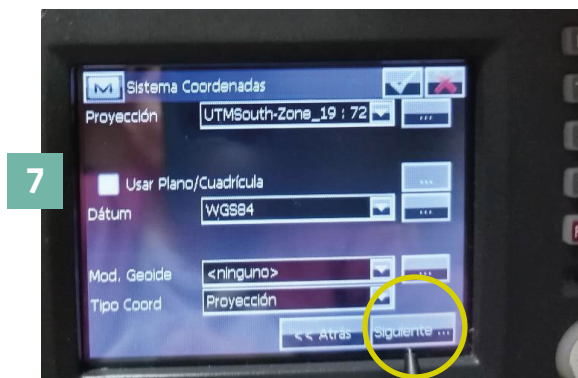 7
M Sistema Coordenadas
Proyección UTMSouth-Zone_19 : 72 ...
Usar Plano/Cuadrícula ...
Dátum WGS84 ...
Mod. Geoide <ninguno> ...
Tipo Coord Proyección
<< Atrás Siguiente ...